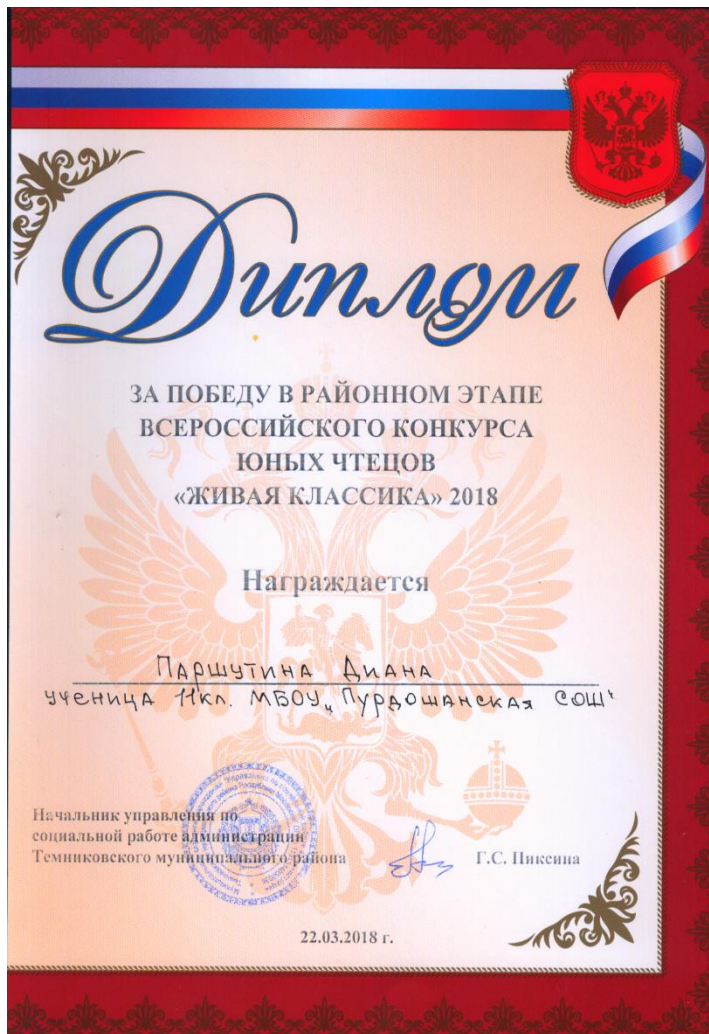 Диплом
ЗА ПОБЕДУ В РАЙОННОМ ЭТАПЕ
ВСЕРОССИЙСКОГО КОНКУРСА
ЮНЫХ ЧТЕЦОВ
«ЖИВАЯ КЛАССИКА» 2018
Награждается
Паршутина Диана
ученица 11кл. МБОУ „Пурдошанская СОШ"
Начальник управления по
социальной работе администрации
Темниковского муниципального района
Г.С. Пиксина
22.03.2018 г.